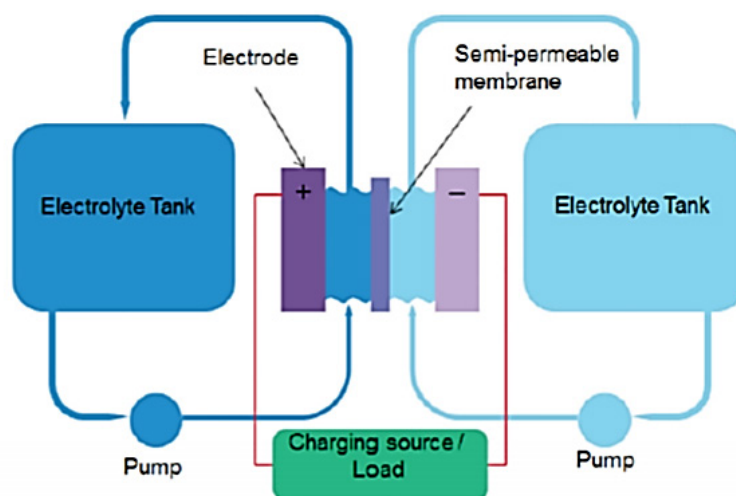 Electrode
Semi-permeable
membrane
Electrolyte Tank
+
−
Electrolyte Tank
Pump
Charging source /
Load
Pump